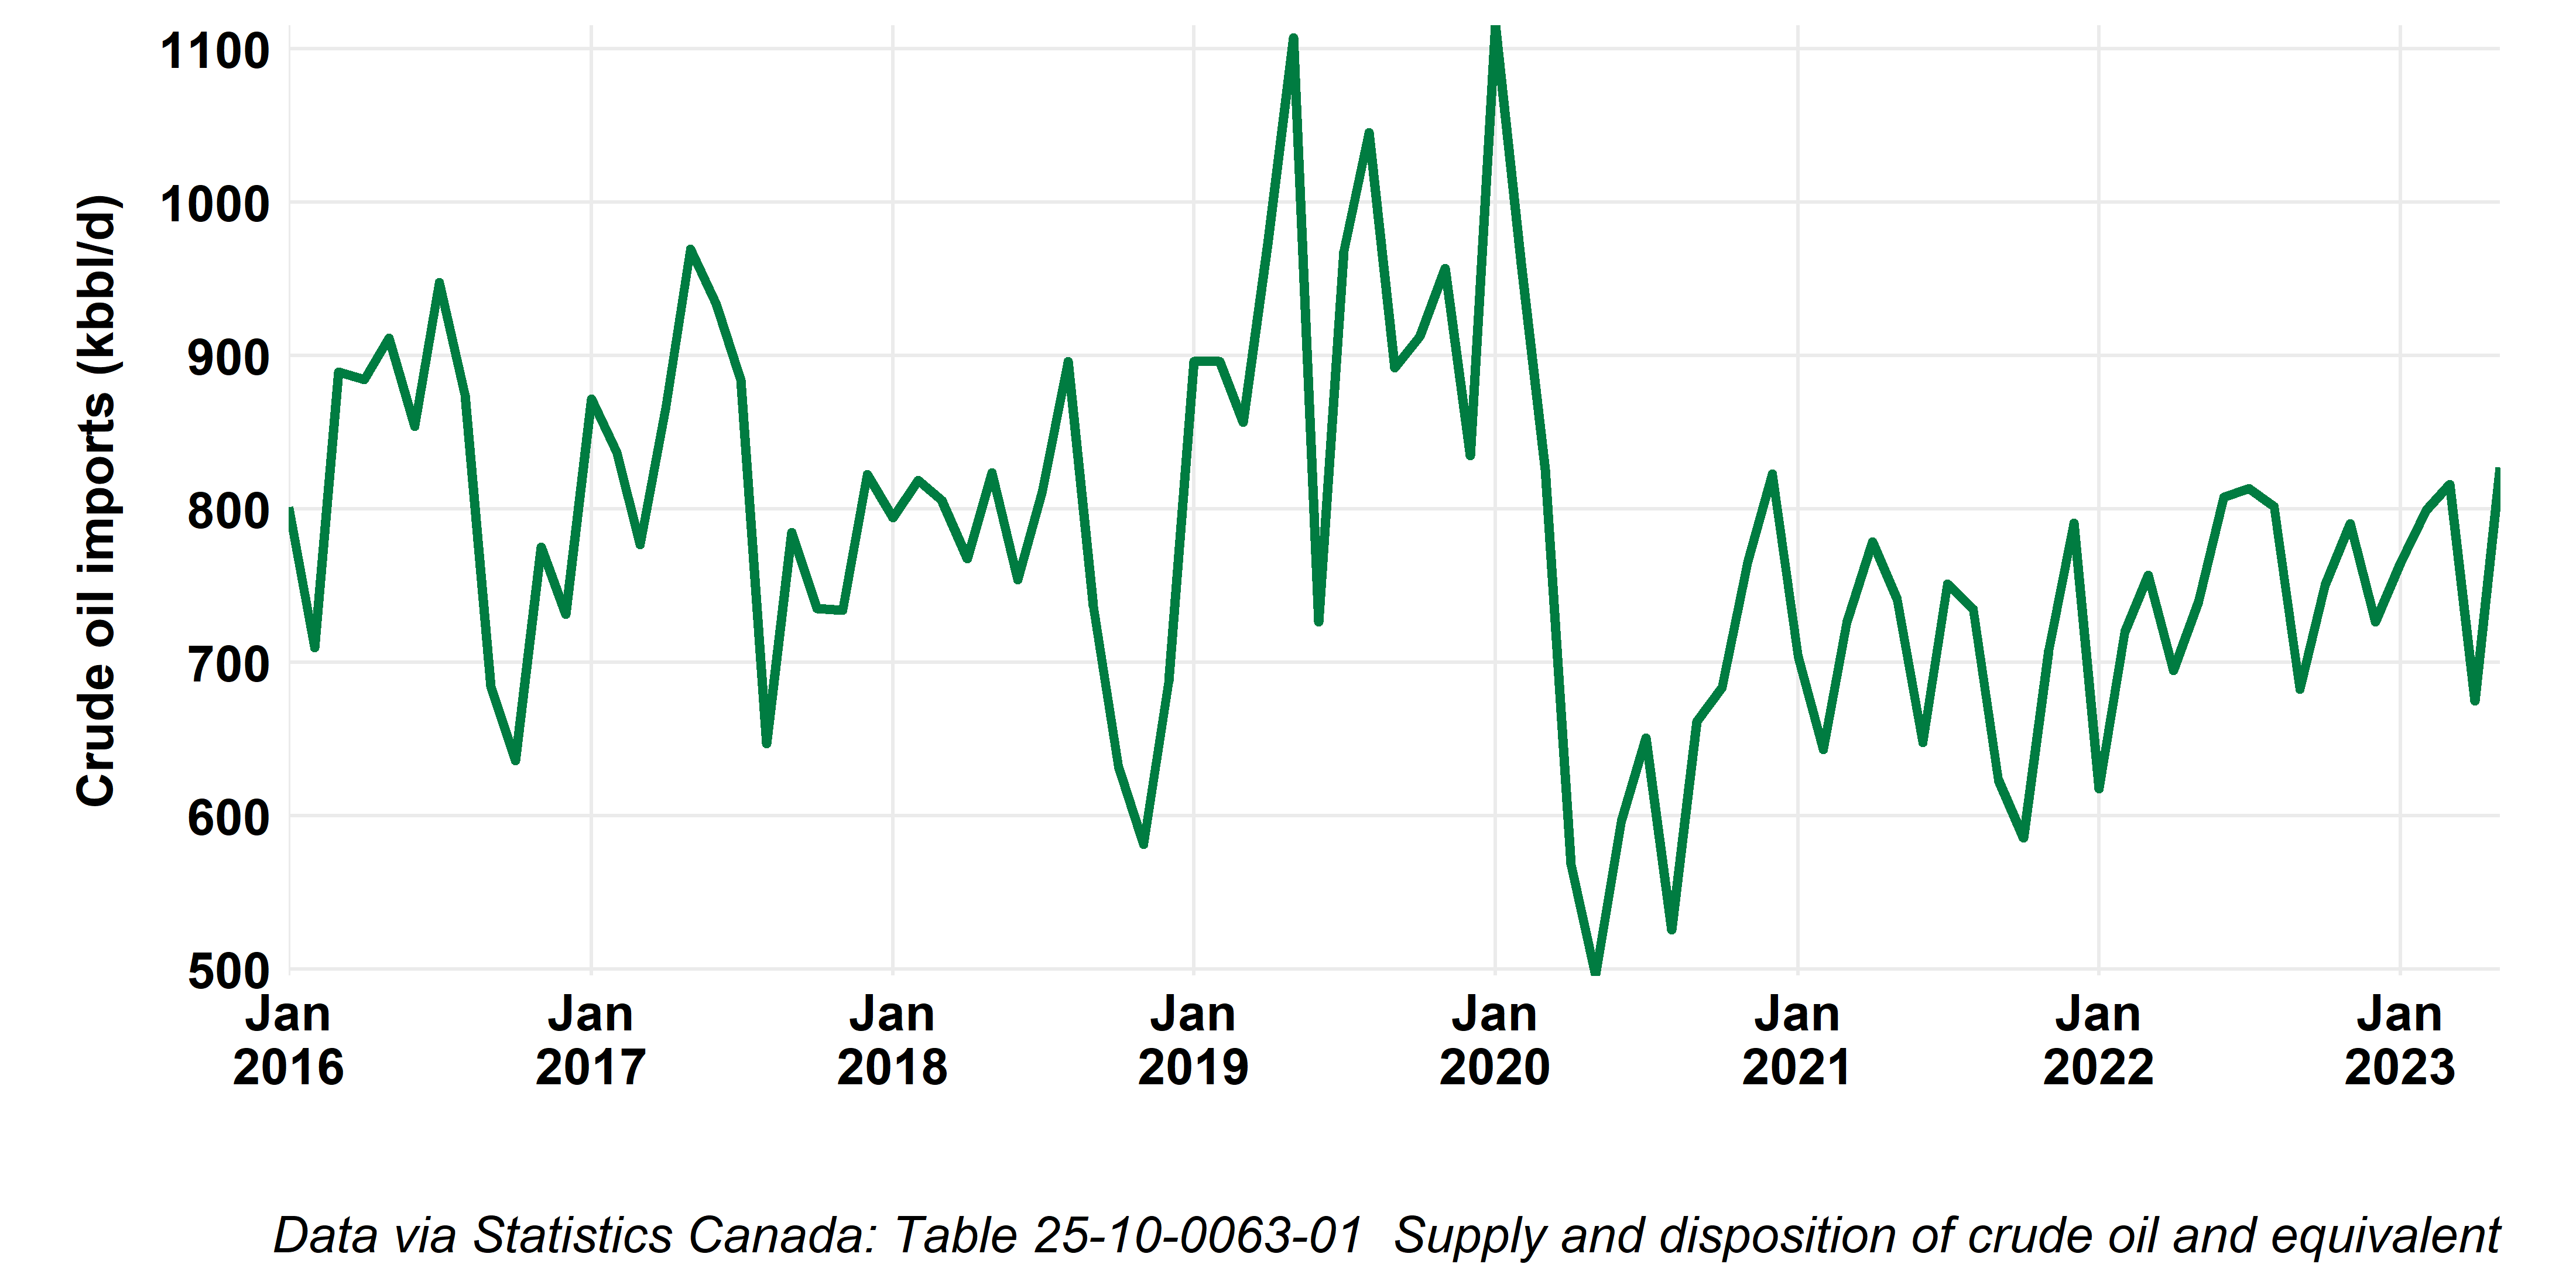 Crude oil imports (kbbl/d)
1100
1000
900
800
700
600
500
Jan 2016
Jan 2017
Jan 2018
Jan 2019
Jan 2020
Jan 2021
Jan 2022
Jan 2023
Data via Statistics Canada: Table 25-10-0063-01  Supply and disposition of crude oil and equivalent